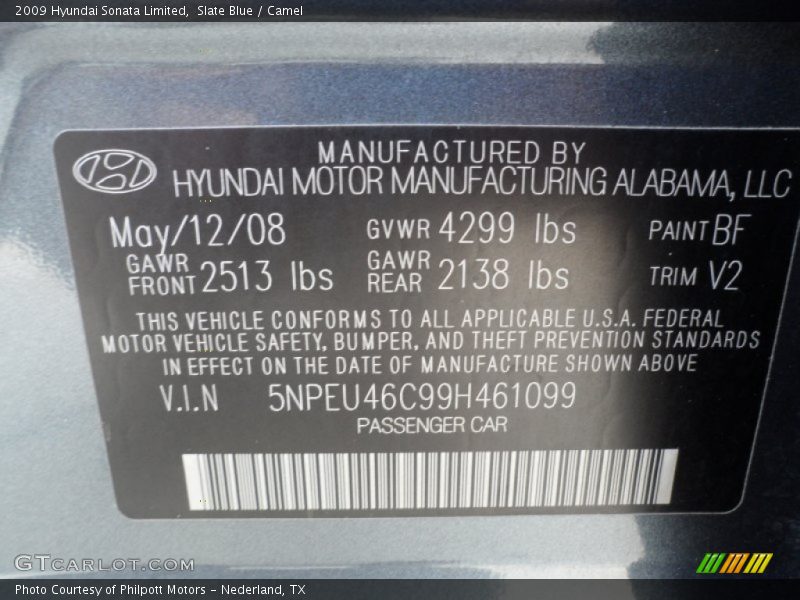 2009 Hyundai Sonata Limited, Slate Blue / Camel
MANUFACTURED BY
HYUNDAI MOTOR MANUFACTURING ALABAMA, LLC
May/12/08 GVWR 4299 lbs PAINT BF
GAWR FRONT 2513 lbs GAWR REAR 2138 lbs TRIM V2
THIS VEHICLE CONFORMS TO ALL APPLICABLE U.S.A. FEDERAL
MOTOR VEHICLE SAFETY, BUMPER, AND THEFT PREVENTION STANDARDS
IN EFFECT ON THE DATE OF MANUFACTURE SHOWN ABOVE
V.I.N 5NPEU46C99H461099
PASSENGER CAR
GTCARLOT.COM
Photo Courtesy of Philpott Motors - Nederland, TX